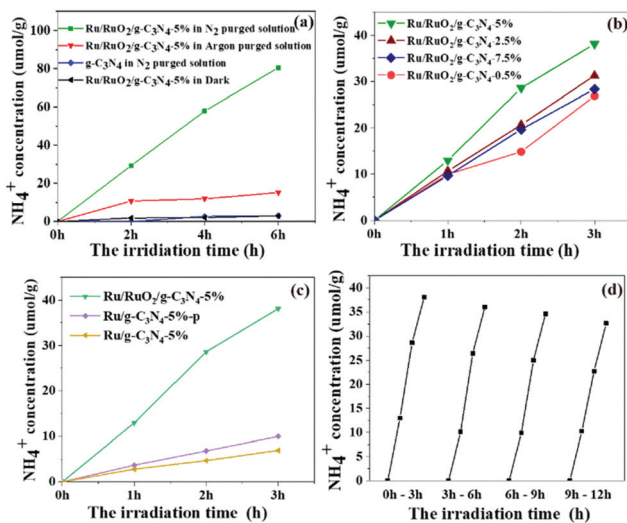 (a)
Ru/RuO₂/g-C₃N₄-5% in N₂ purged solution
Ru/RuO₂/g-C₃N₄-5% in Argon purged solution
g-C₃N₄ in N₂ purged solution
Ru/RuO₂/g-C₃N₄-5% in Dark
NH₄⁺ concentration (umol/g)
100
80
60
40
20
0
0h 2h 4h 6h
The irridiation time (h)
(b)
Ru/RuO₂/g-C₃N₄-5%
Ru/RuO₂/g-C₃N₄-2.5%
Ru/RuO₂/g-C₃N₄-7.5%
Ru/RuO₂/g-C₃N₄-0.5%
NH₄⁺ concentration (umol/g)
40
30
20
10
0
0h 1h 2h 3h
The irradiation time (h)
(c)
Ru/RuO₂/g-C₃N₄-5%
Ru/g-C₃N₄-5%-p
Ru/g-C₃N₄-5%
NH₄⁺ concentration (umol/g)
40
30
20
10
0
0h 1h 2h 3h
The irradiation time (h)
(d)
NH₄⁺ concentration (umol/g)
40
35
30
25
20
15
10
5
0
0h - 3h 3h - 6h 6h - 9h 9h - 12h
The irradiation time (h)